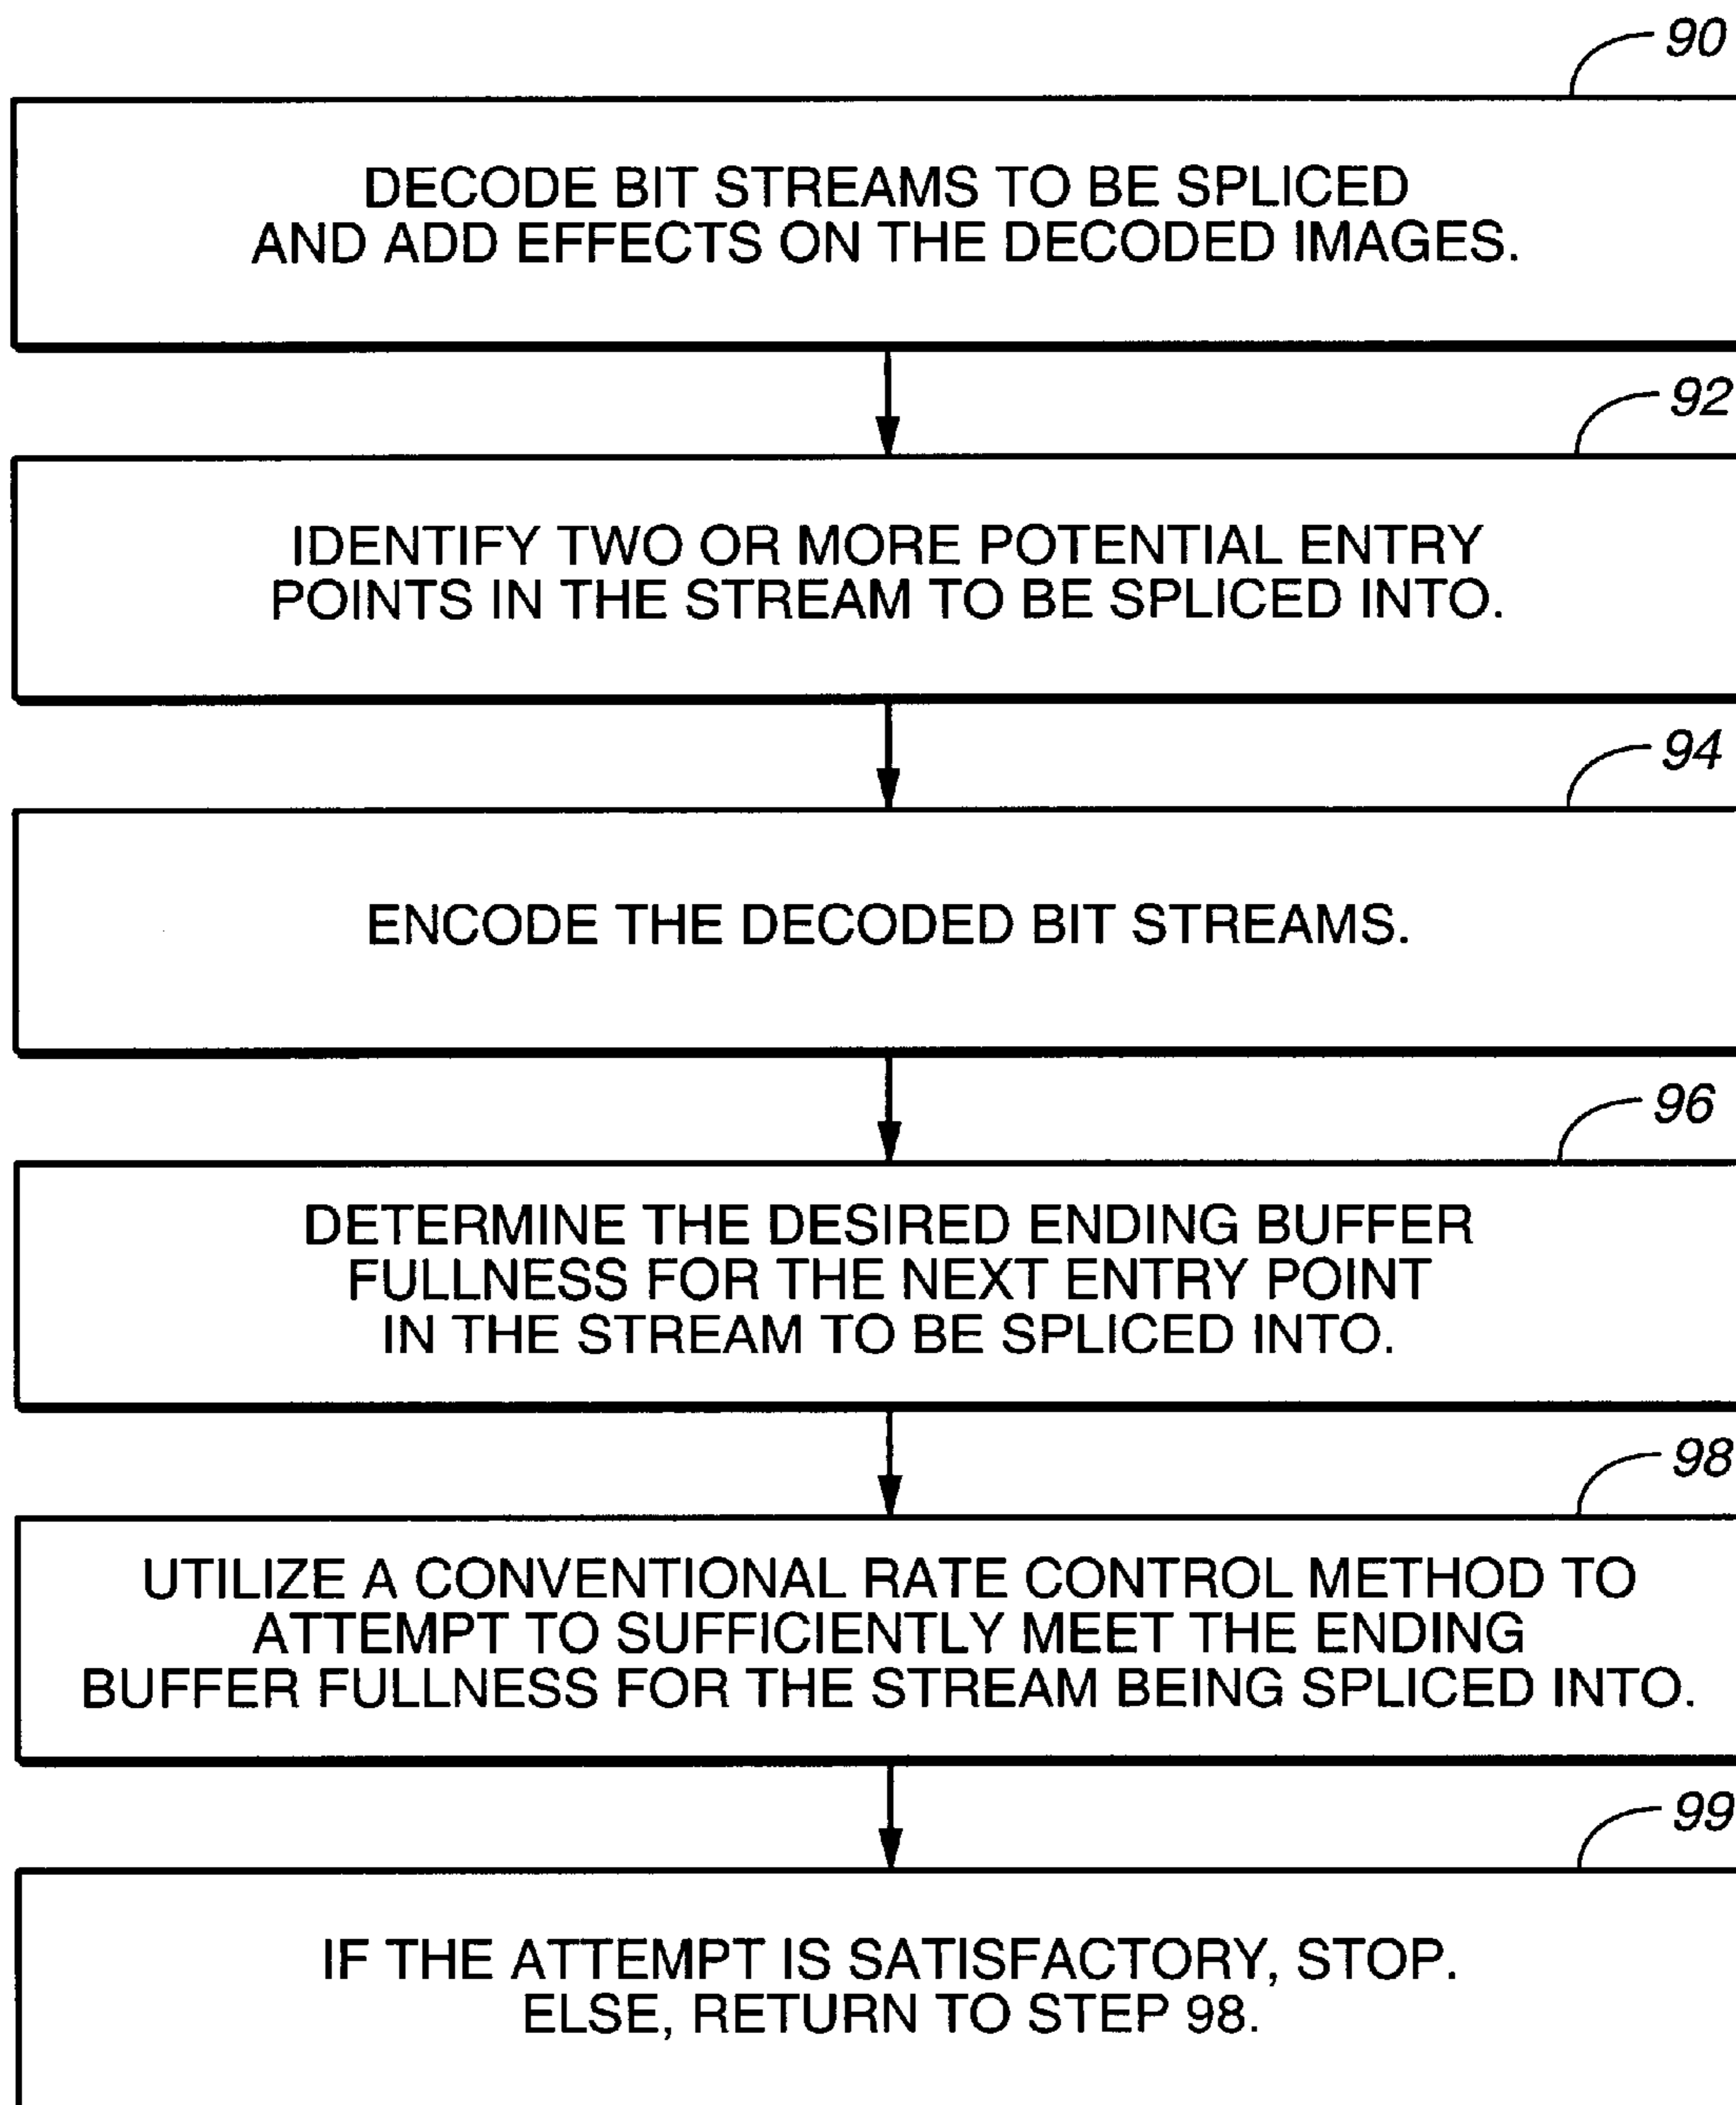 90
DECODE BIT STREAMS TO BE SPLICED
AND ADD EFFECTS ON THE DECODED IMAGES.
92
IDENTIFY TWO OR MORE POTENTIAL ENTRY
POINTS IN THE STREAM TO BE SPLICED INTO.
94
ENCODE THE DECODED BIT STREAMS.
96
DETERMINE THE DESIRED ENDING BUFFER
FULLNESS FOR THE NEXT ENTRY POINT
IN THE STREAM TO BE SPLICED INTO.
98
UTILIZE A CONVENTIONAL RATE CONTROL METHOD TO
ATTEMPT TO SUFFICIENTLY MEET THE ENDING
BUFFER FULLNESS FOR THE STREAM BEING SPLICED INTO.
99
IF THE ATTEMPT IS SATISFACTORY, STOP.
ELSE, RETURN TO STEP 98.